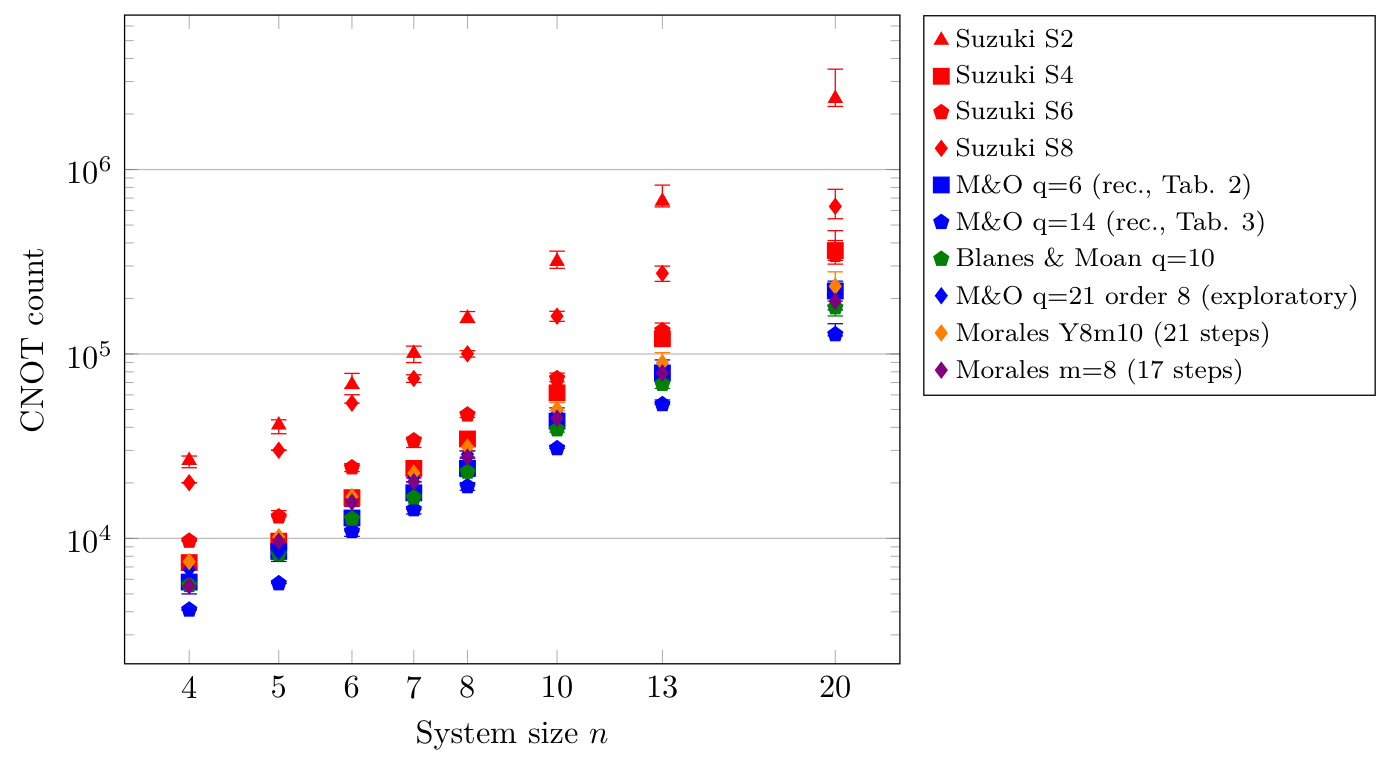 CNOT count
10^6
10^5
10^4
4 5 6 7 8 10 13 20
System size n
Suzuki S2
Suzuki S4
Suzuki S6
Suzuki S8
M&O q=6 (rec., Tab. 2)
M&O q=14 (rec., Tab. 3)
Blanes & Moan q=10
M&O q=21 order 8 (exploratory)
Morales Y8m10 (21 steps)
Morales m=8 (17 steps)